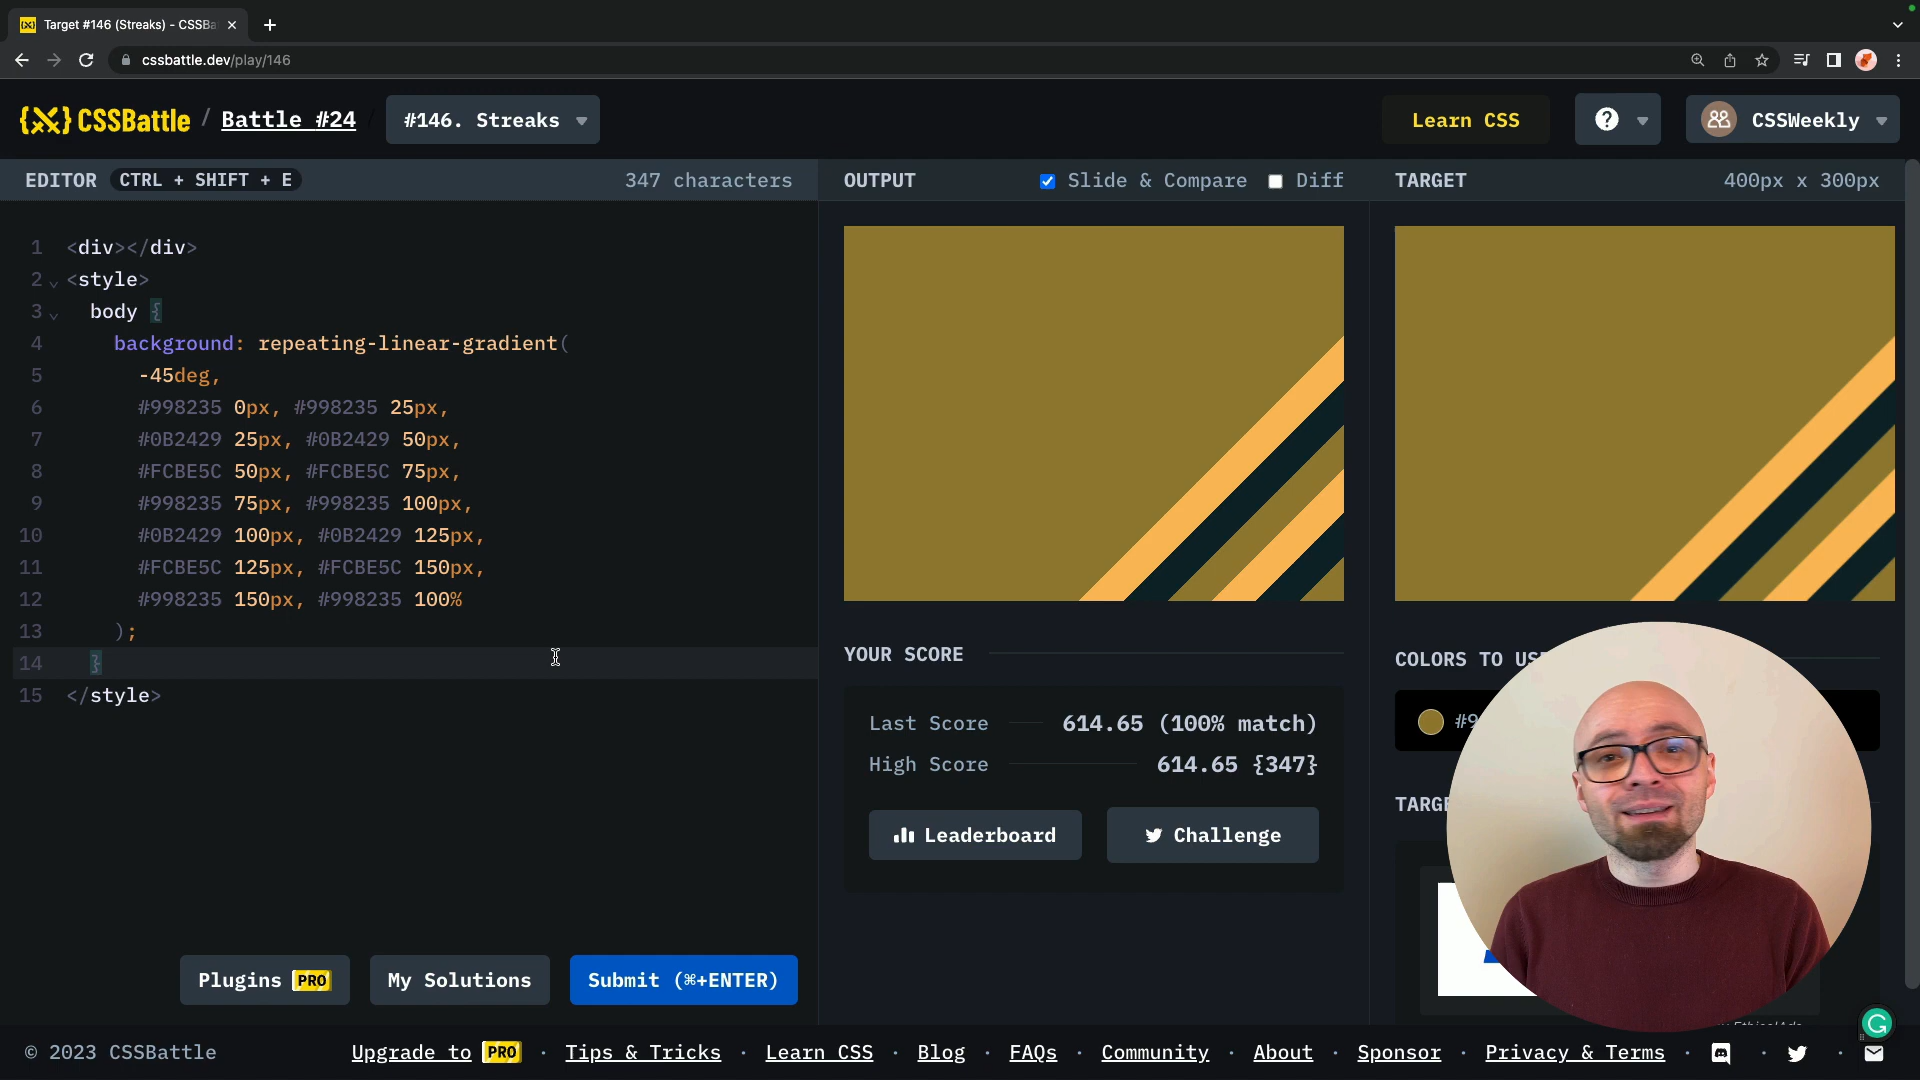 Target #146 (Streaks) - CSSBa
cssbattle.dev/play/146
{X} CSSBattle / Battle #24 / #146. Streaks
Learn CSS
CSSWeekly
EDITOR CTRL + SHIFT + E 347 characters
OUTPUT Slide & Compare Diff
TARGET 400px x 300px
1 <div></div>
2 <style>
3 body {
4 background: repeating-linear-gradient(
5 -45deg,
6 #998235 0px, #998235 25px,
7 #0B2429 25px, #0B2429 50px,
8 #FCBE5C 50px, #FCBE5C 75px,
9 #998235 75px, #998235 100px,
10 #0B2429 100px, #0B2429 125px,
11 #FCBE5C 125px, #FCBE5C 150px,
12 #998235 150px, #998235 100%
13 );
14 }
15 </style>
YOUR SCORE
Last Score 614.65 (100% match)
High Score 614.65 {347}
Leaderboard
Challenge
COLORS TO US
#9
TARGE
Plugins PRO
My Solutions
Submit (⌘+ENTER)
© 2023 CSSBattle
Upgrade to PRO · Tips & Tricks · Learn CSS · Blog · FAQs · Community · About · Sponsor · Privacy & Terms